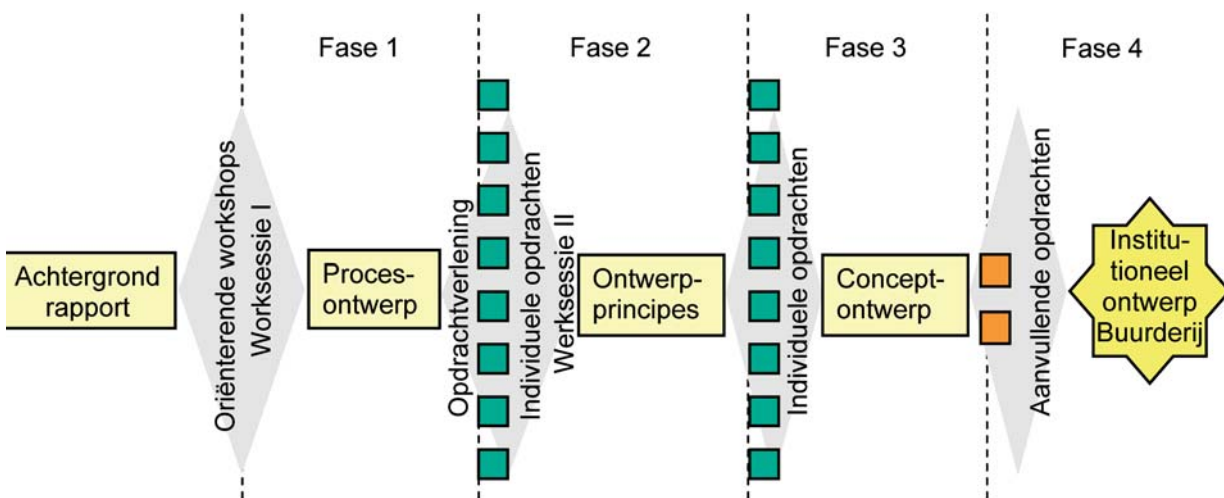 Fase 1
Fase 2
Fase 3
Fase 4
Achtergrond
rapport
Oriënterende workshops
Worksessie I
Proces-
ontwerp
Opdrachtverlening
Individuele opdrachten
Werksessie II
Ontwerp-
principes
Individuele opdrachten
Concept-
ontwerp
Aanvullende opdrachten
Institu-
tioneel
ontwerp
Buurderij